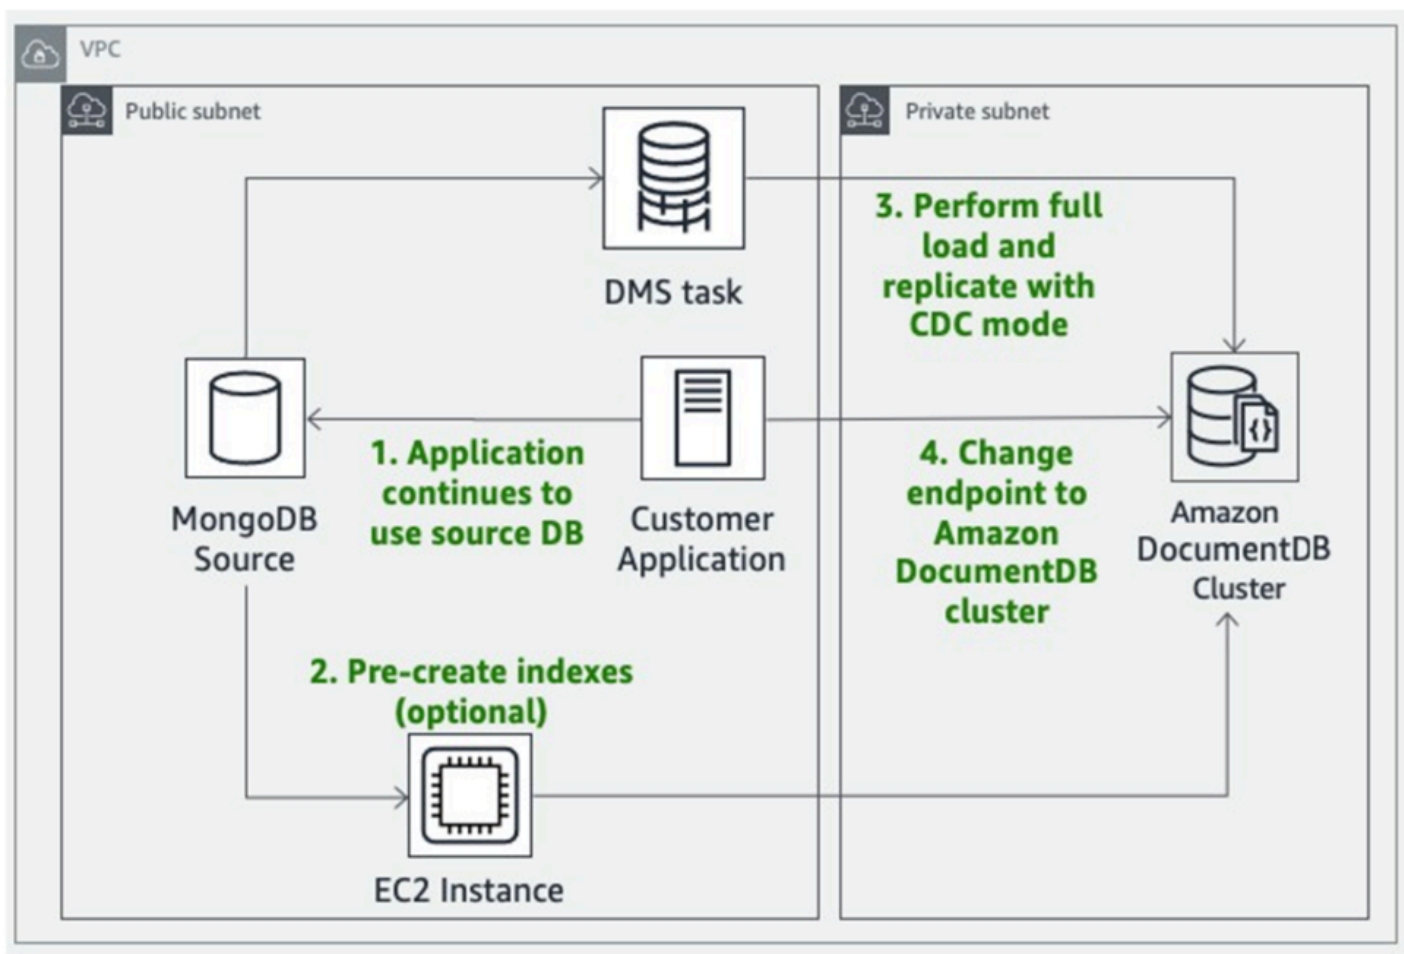 VPC
Public subnet
Private subnet
DMS task
3. Perform full
load and
replicate with
CDC mode
MongoDB
Source
1. Application
continues to
use source DB
Customer
Application
4. Change
endpoint to
Amazon
DocumentDB
cluster
Amazon
DocumentDB
Cluster
{}
2. Pre-create indexes
(optional)
EC2 Instance